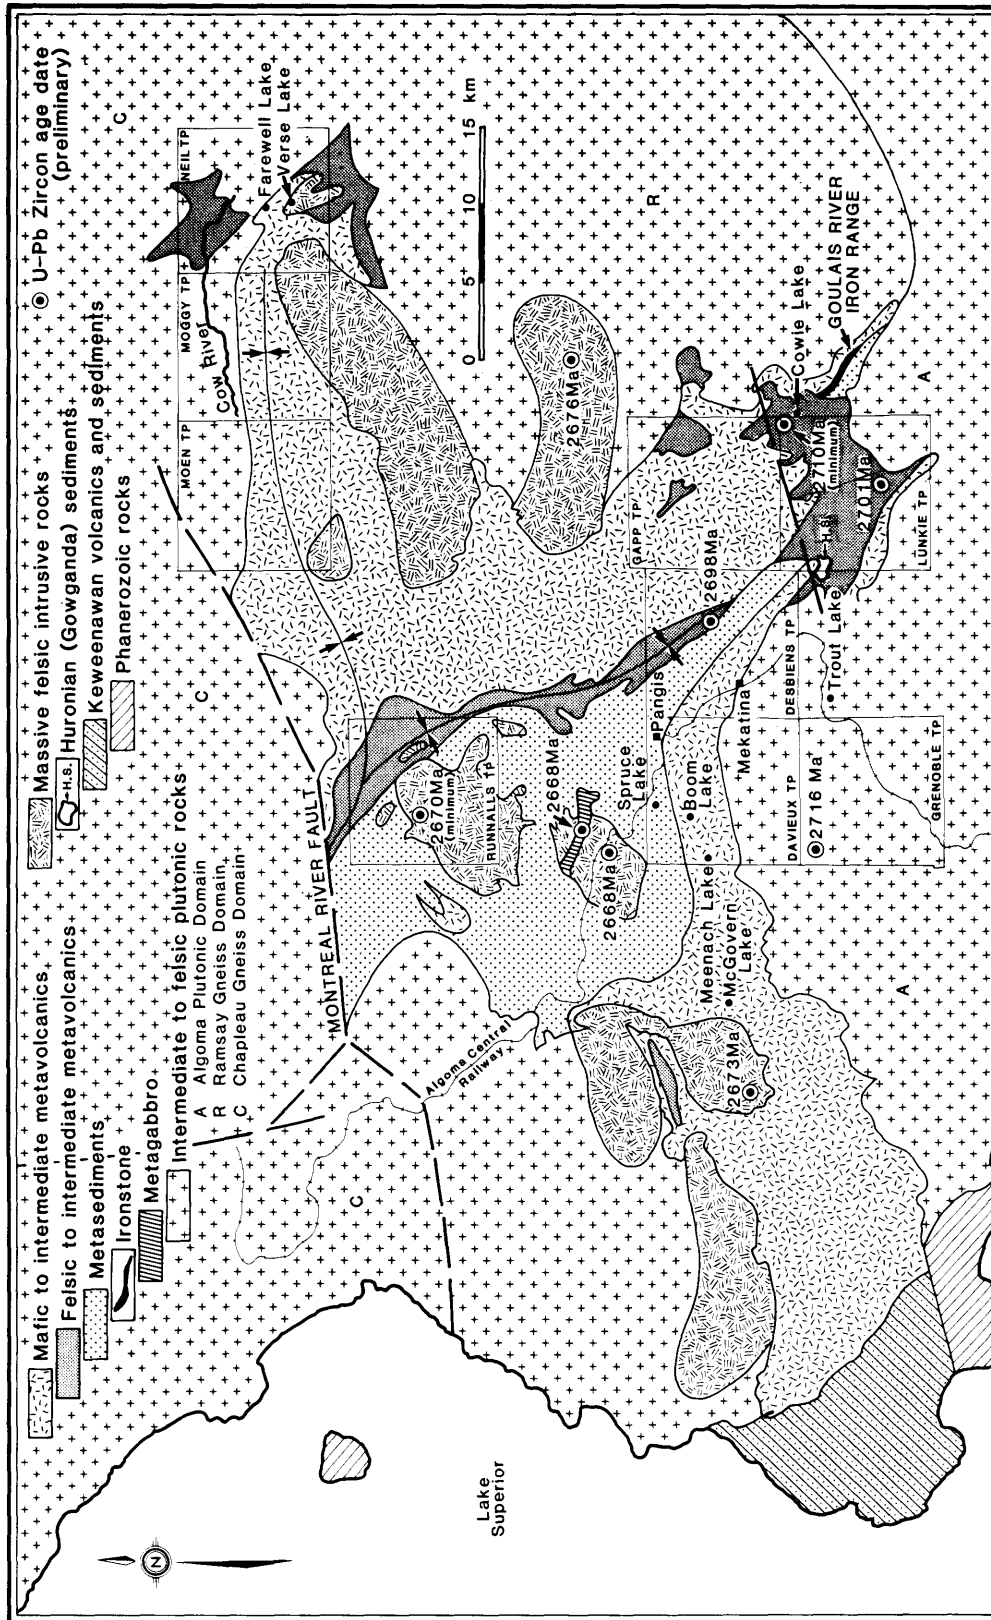 Mafic to intermediate metavolcanics
Felsic to intermediate metavolcanics
Metasediments
Ironstone
Metagabbro
Intermediate to felsic plutonic rocks
A Algoma Plutonic Domain
R Ramsay Gneiss Domain
C Chapleau Gneiss Domain
Massive felsic intrusive rocks
H.S. Huronian (Gowganda) sediments
Keweenawan volcanics and sediments
Phanerozoic rocks
U-Pb Zircon age date
(preliminary)
C
C
C
MONTREAL RIVER FAULT
MOEN TP
MOGGY TP
NEIL TP
Cow River
Farewell Lake
Verse Lake
0 5 10 15 km
2676Ma
R
2670Ma
(minimum)
RUNNALLS TP
2668Ma
2668Ma
Spruce
Lake
Pangis
2698Ma
GAPP TP
Algoma Central
Railway
Lake
Superior
N
Meenach Lake
McGovern
Lake
Boom
Lake
Mekatina
DAVIEUX TP
DESBIENS TP
2716 Ma
Trout Lake
GRENOBLE TP
H.S.
2710Ma
(minimum)
2701Ma
LUNKIE TP
Cowie Lake
GOULAIS RIVER
IRON RANGE
2673Ma
A
A